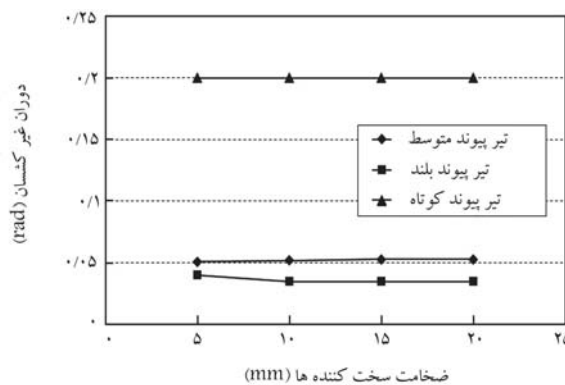 ۰/۲۵
۰/۲
۰/۱۵
۰/۱
۰/۰۵
۰
دوران غیر کشسان (rad)
تیر پیوند متوسط
تیر پیوند بلند
تیر پیوند کوتاه
۰ ۵ ۱۰ ۱۵ ۲۰ ۲۵
ضخامت سخت کننده ها (mm)